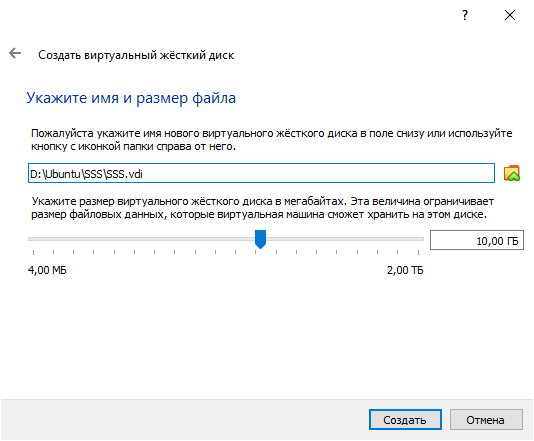 ?
Создать виртуальный жёсткий диск
Укажите имя и размер файла
Пожалуйста укажите имя нового виртуального жёсткого диска в поле снизу или используйте
кнопку с иконкой папки справа от него.
D:\Ubuntu\SSS\SSS.vdi
Укажите размер виртуального жёсткого диска в мегабайтах. Эта величина ограничивает
размер файловых данных, которые виртуальная машина сможет хранить на этом диске.
10,00 ГБ
4,00 МБ 2,00 ТБ
Создать Отмена